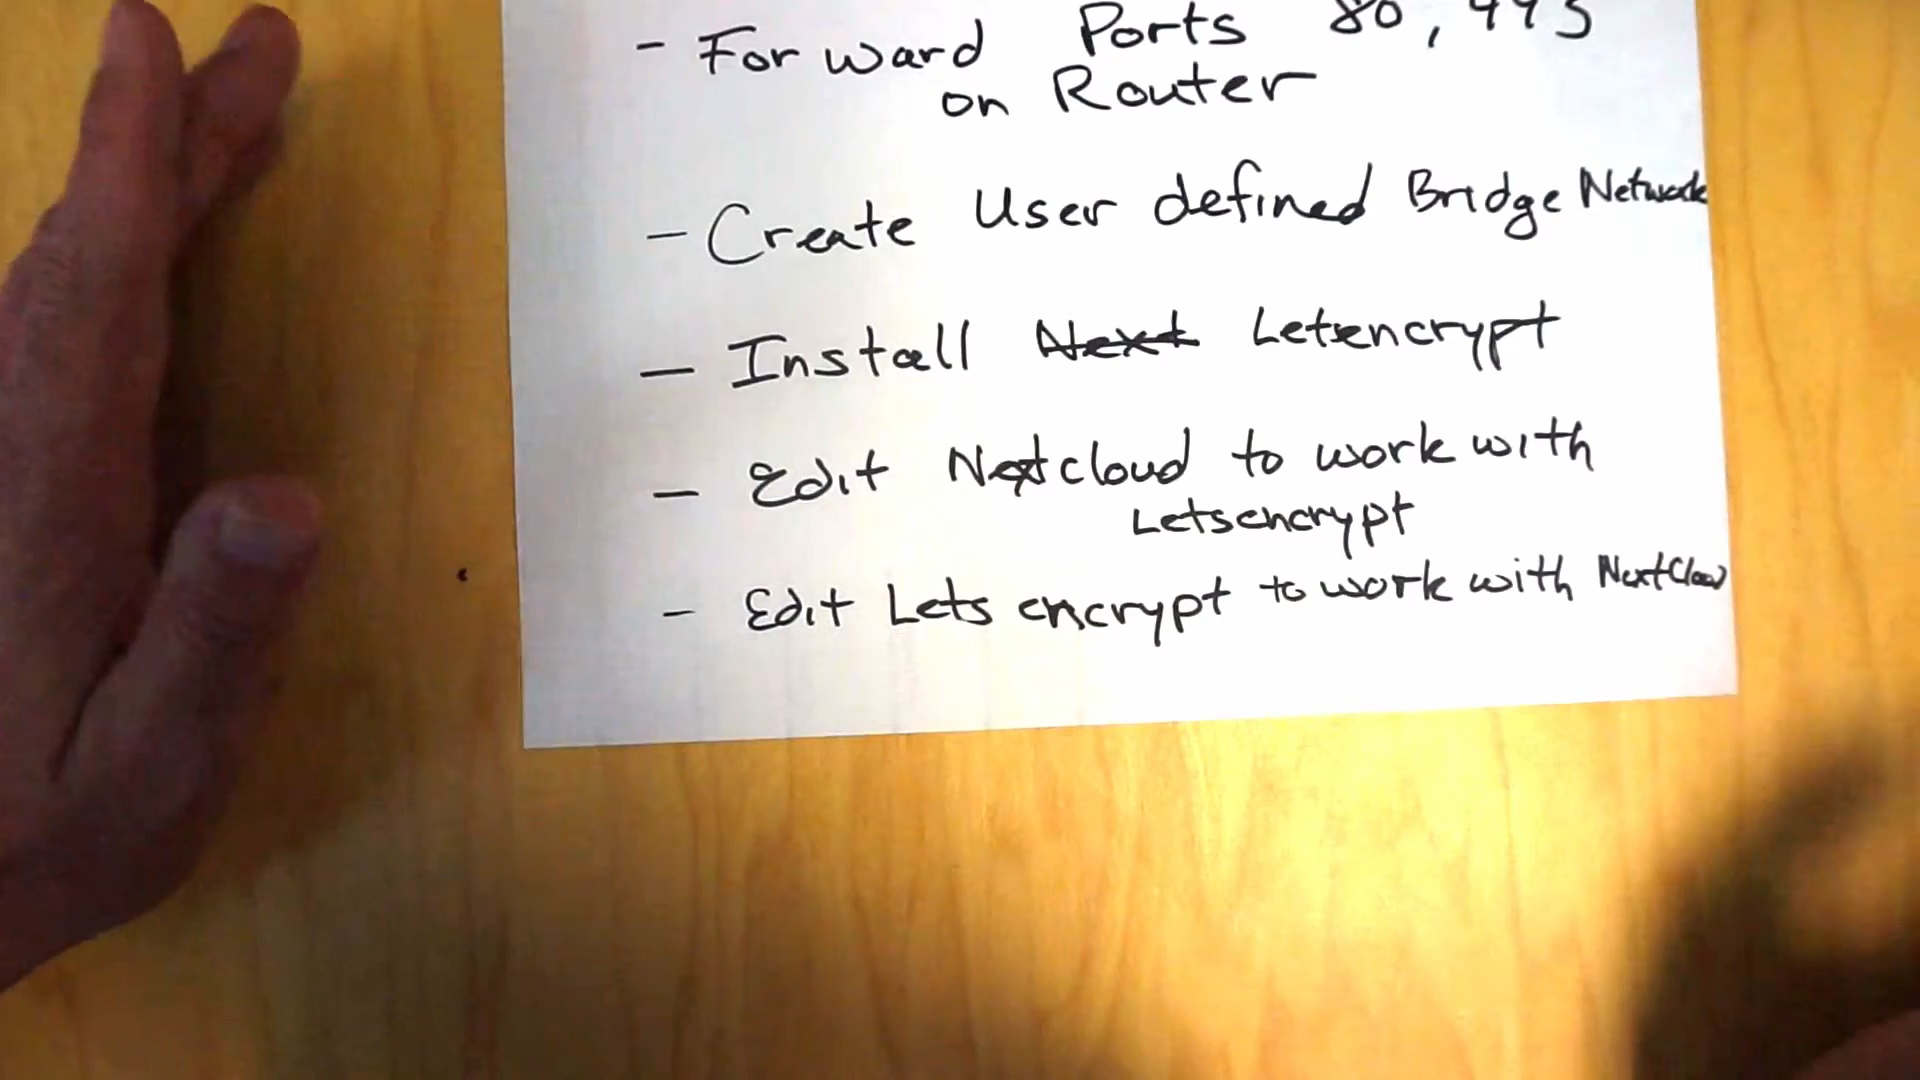 - Forward Ports 80, 443
on Router
- Create User defined Bridge Network
- Install Next Letencrypt
- Edit Nextcloud to work with
Letsencrypt
- Edit Lets encrypt to work with NextCloud